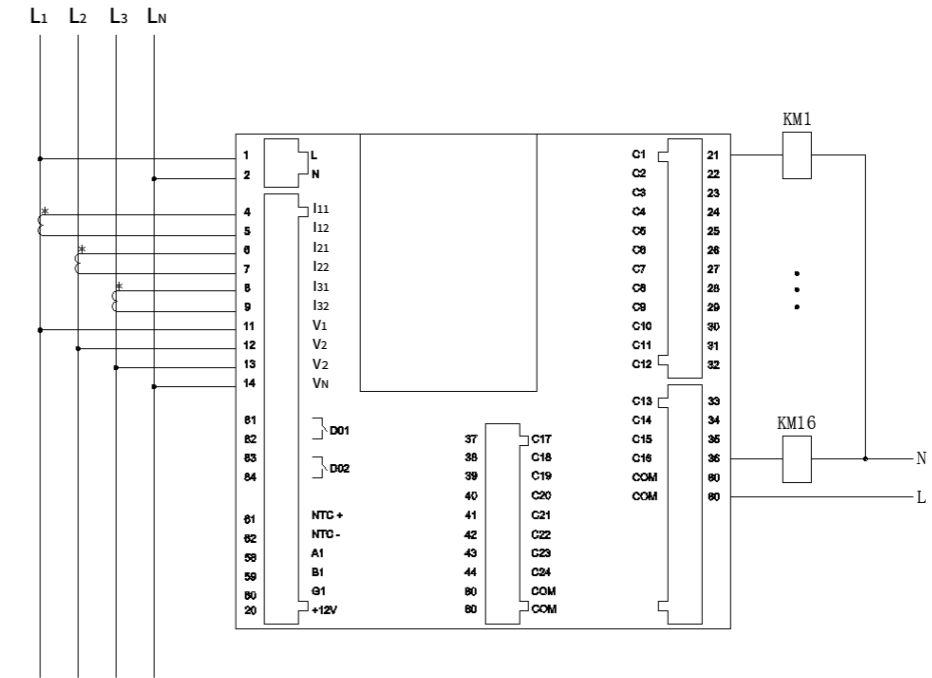 L1 L2 L3 LN
1 L
2 N
4 I11
5 I12
6 I21
7 I22
8 I31
9 I32
11 V1
12 V2
13 V2
14 VN
81
82 D01
83
84 D02
61 NTC +
62 NTC -
58 A1
59 B1
60 G1
20 +12V
37 C17
38 C18
39 C19
40 C20
41 C21
42 C22
43 C23
44 C24
80 COM
80 COM
C1 21
C2 22
C3 23
C4 24
C5 25
C6 26
C7 27
C8 28
C9 29
C10 30
C11 31
C12 32
C13 33
C14 34
C15 35
C16 36
COM 80
COM 80
KM1
KM16
N
L